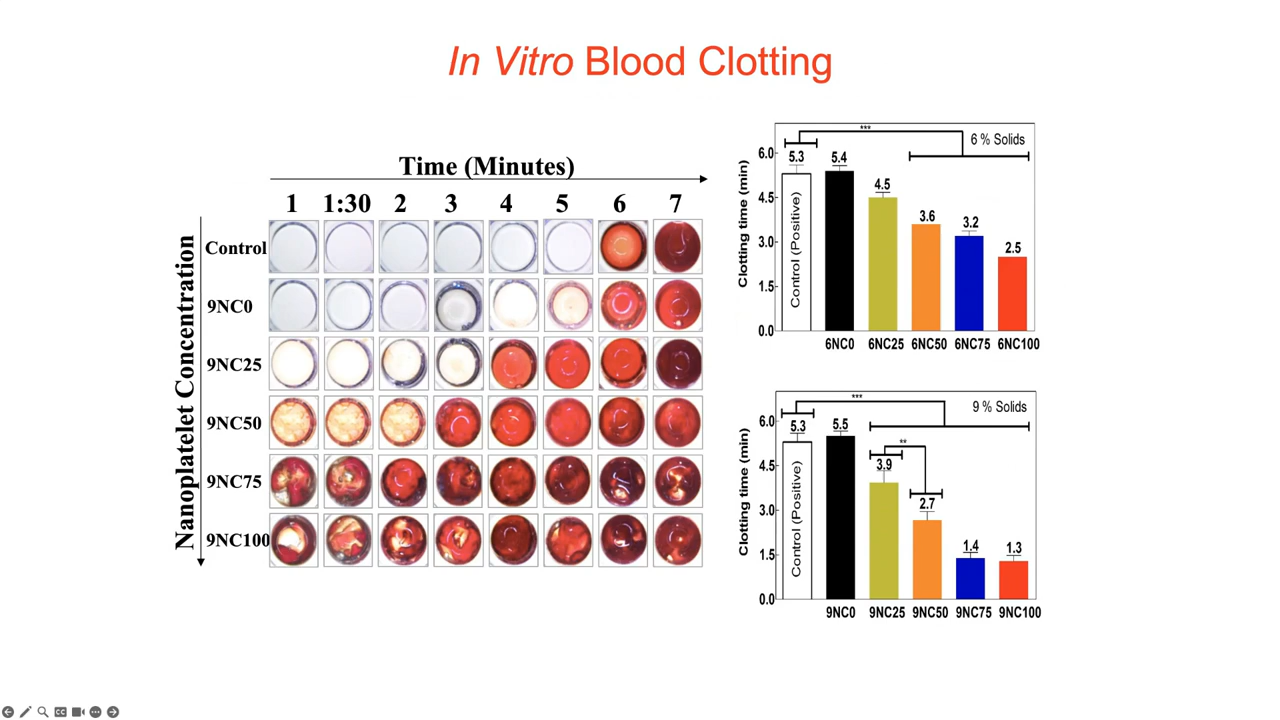 In Vitro Blood Clotting
Time (Minutes)
1 1:30 2 3 4 5 6 7
Nanoplatelet Concentration
Control
9NC0
9NC25
9NC50
9NC75
9NC100
6 % Solids
***
Clotting time (min)
6.0
4.5
3.0
1.5
0.0
5.3 5.4 4.5 3.6 3.2 2.5
Control (Positive)
6NC0 6NC25 6NC50 6NC75 6NC100
9 % Solids
***
**
Clotting time (min)
6.0
4.5
3.0
1.5
0.0
5.3 5.5 3.9 2.7 1.4 1.3
Control (Positive)
9NC0 9NC25 9NC50 9NC75 9NC100
CC